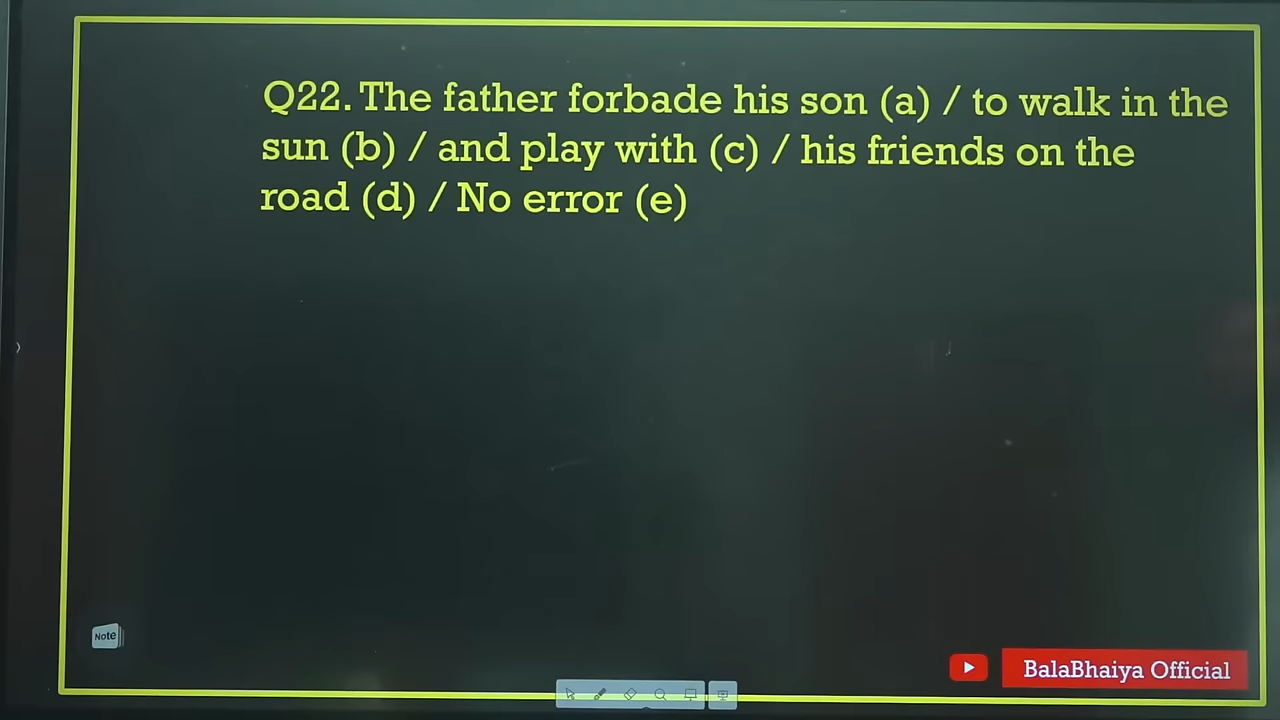 Q22. The father forbade his son (a) / to walk in the
sun (b) / and play with (c) / his friends on the
road (d) / No error (e)
Note
BalaBhaiya Official